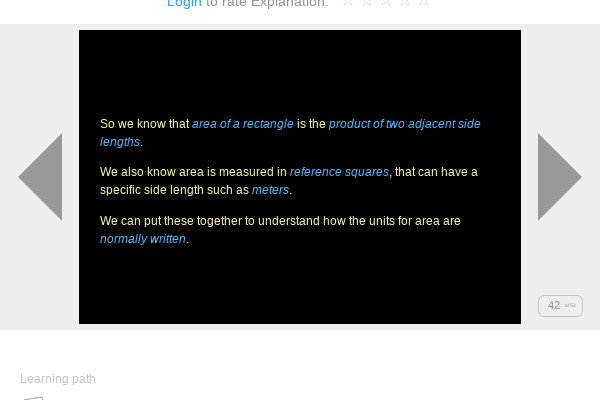 Login to rate Explanation:
So we know that area of a rectangle is the product of two adjacent side
lengths.
We also know area is measured in reference squares, that can have a
specific side length such as meters.
We can put these together to understand how the units for area are
normally written.
42
Learning path